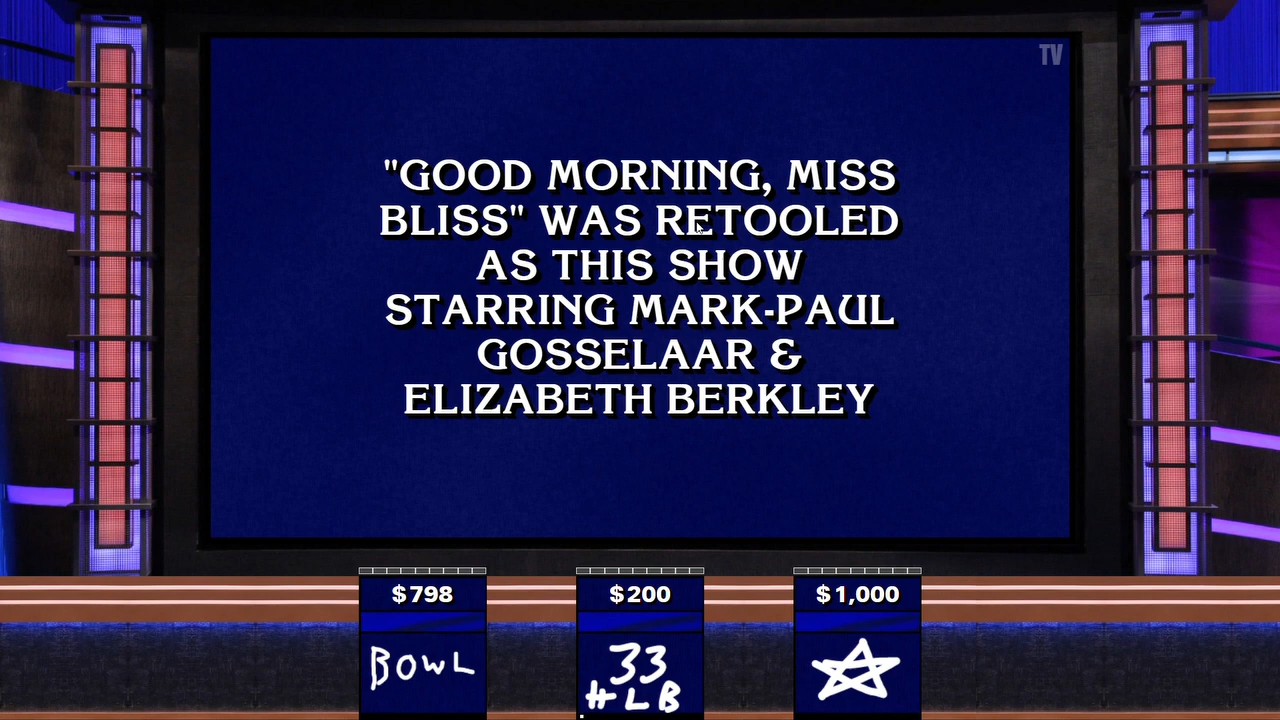 TV
"GOOD MORNING, MISS
BLISS" WAS RETOOLED
AS THIS SHOW
STARRING MARK-PAUL
GOSSELAAR &
ELIZABETH BERKLEY
$798
$200
$1,000
BOWL
33
HLB